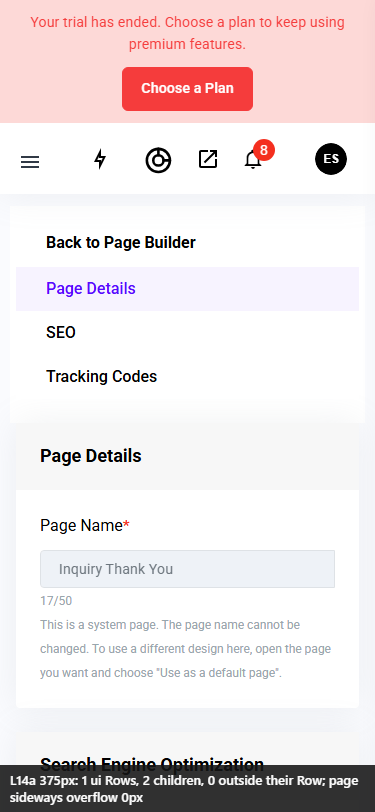 Your trial has ended. Choose a plan to keep using
premium features.
Choose a Plan
8
ES
Back to Page Builder
Page Details
SEO
Tracking Codes
Page Details
Page Name*
Inquiry Thank You
17/50
This is a system page. The page name cannot be
changed. To use a different design here, open the page
you want and choose "Use as a default page".
Search Engine Optimization
L14a 375px: 1 ui Rows, 2 children, 0 outside their Row; page
sideways overflow 0px